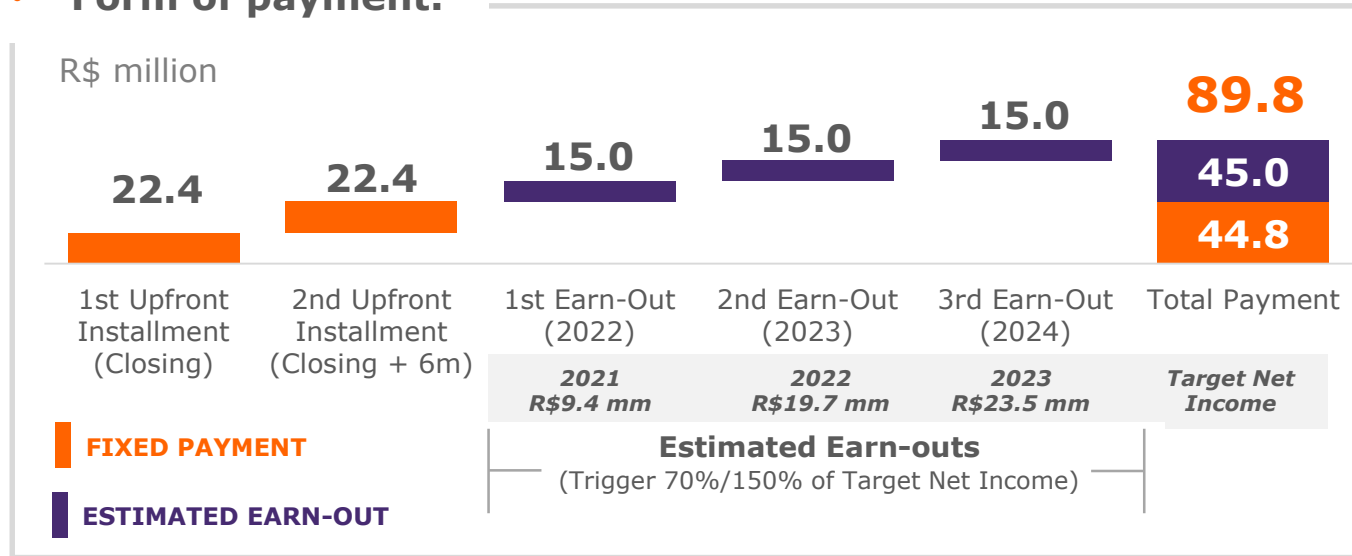 • Form of payment:
R$ million
22.4
22.4
15.0
15.0
15.0
89.8
45.0
44.8
1st Upfront
Installment
(Closing)
2nd Upfront
Installment
(Closing + 6m)
1st Earn-Out
(2022)
2nd Earn-Out
(2023)
3rd Earn-Out
(2024)
Total Payment
2021
R$9.4 mm
2022
R$19.7 mm
2023
R$23.5 mm
Target Net
Income
FIXED PAYMENT
ESTIMATED EARN-OUT
Estimated Earn-outs
(Trigger 70%/150% of Target Net Income)